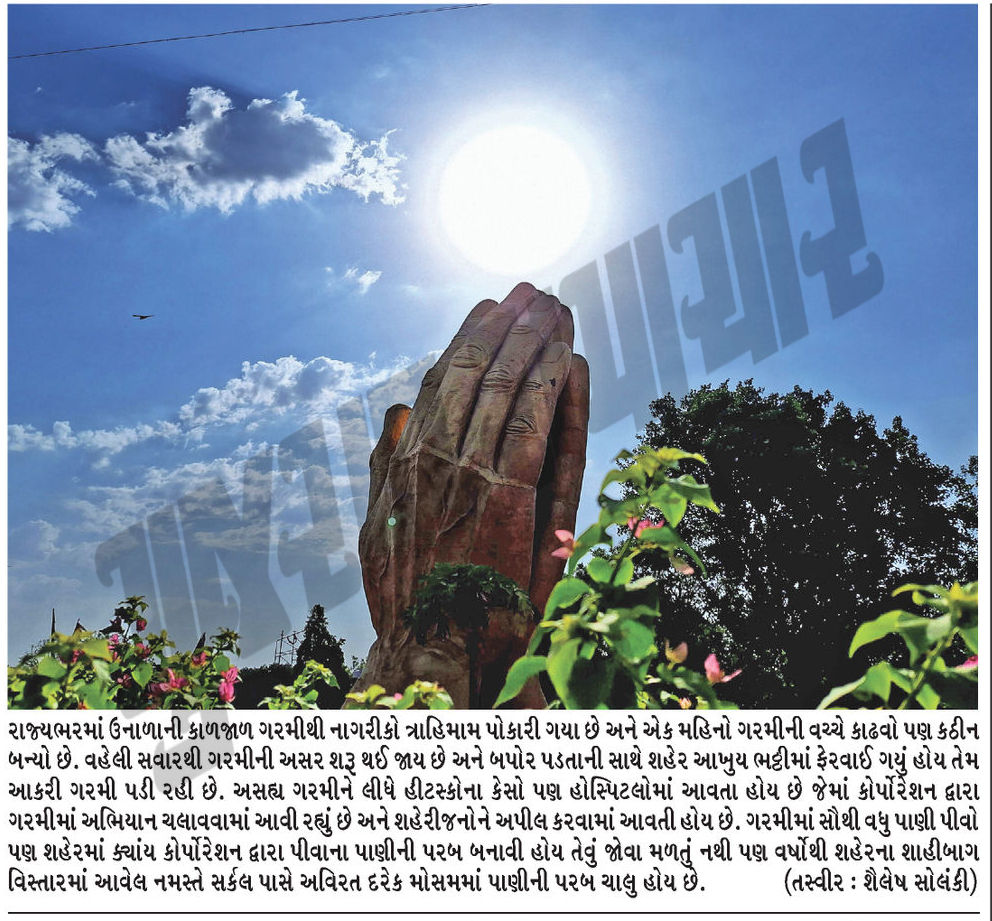 રાજ્યભરમાં ઉનાળાની કાળજાળ ગરમીથી નાગરીકો ત્રાહિમામ પોકારી ગયા છે અને એક મહિનો ગરમીની વચ્ચે કાઢવો પણ કઠીન
બન્યો છે. વહેલી સવારથી ગરમીની અસર શરૂ થઈ જાય છે અને બપોર પડતાની સાથે શહેર આખુય ભટ્ટીમાં ફેરવાઈ ગયું હોય તેમ
આકરી ગરમી પડી રહી છે. અસહ્ય ગરમીને લીધે હીટસ્કોના કેસો પણ હોસ્પિટલોમાં આવતા હોય છે જેમાં કોર્પોરેશન દ્વારા
ગરમીમાં અભિયાન ચલાવવામાં આવી રહ્યું છે અને શહેરીજનોને અપીલ કરવામાં આવતી હોય છે. ગરમીમાં સૌથી વધુ પાણી પીવો
પણ શહેરમાં ક્યાંય કોર્પોરેશન દ્વારા પીવાના પાણીની પરબ બનાવી હોય તેવું જોવા મળતું નથી પણ વર્ષોથી શહેરના શાહીબાગ
વિસ્તારમાં આવેલ નમસ્તે સર્કલ પાસે અવિરત દરેક મોસમમાં પાણીની પરબ ચાલુ હોય છે. (તસ્વીર : શૈલેષ સોલંકી)